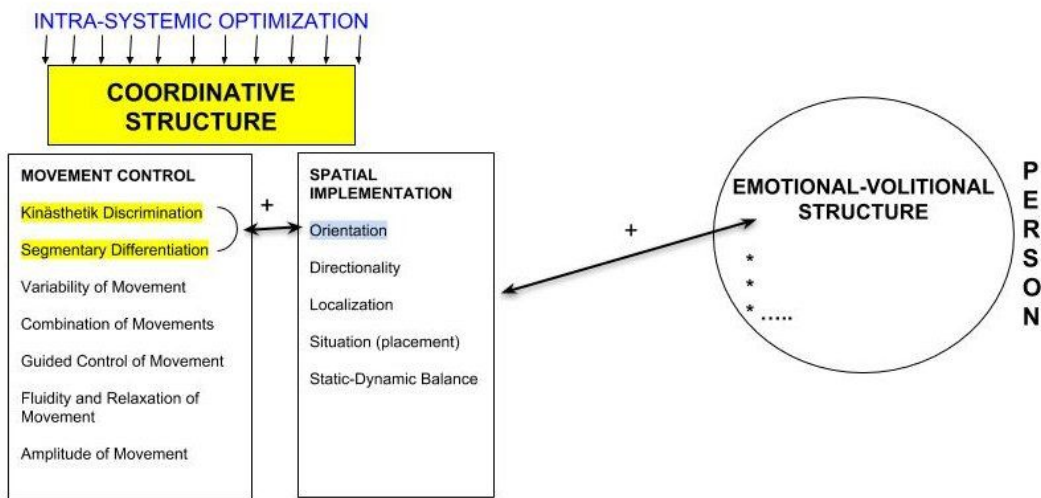 INTRA-SYSTEMIC OPTIMIZATION
COORDINATIVE
STRUCTURE
MOVEMENT CONTROL
Kinästhetik Discrimination
Segmentary Differentiation
Variability of Movement
Combination of Movements
Guided Control of Movement
Fluidity and Relaxation of
Movement
Amplitude of Movement
+
SPATIAL
IMPLEMENTATION
Orientation
Directionality
Localization
Situation (placement)
Static-Dynamic Balance
+
EMOTIONAL-VOLITIONAL
STRUCTURE
*
*
* .....
PERSON